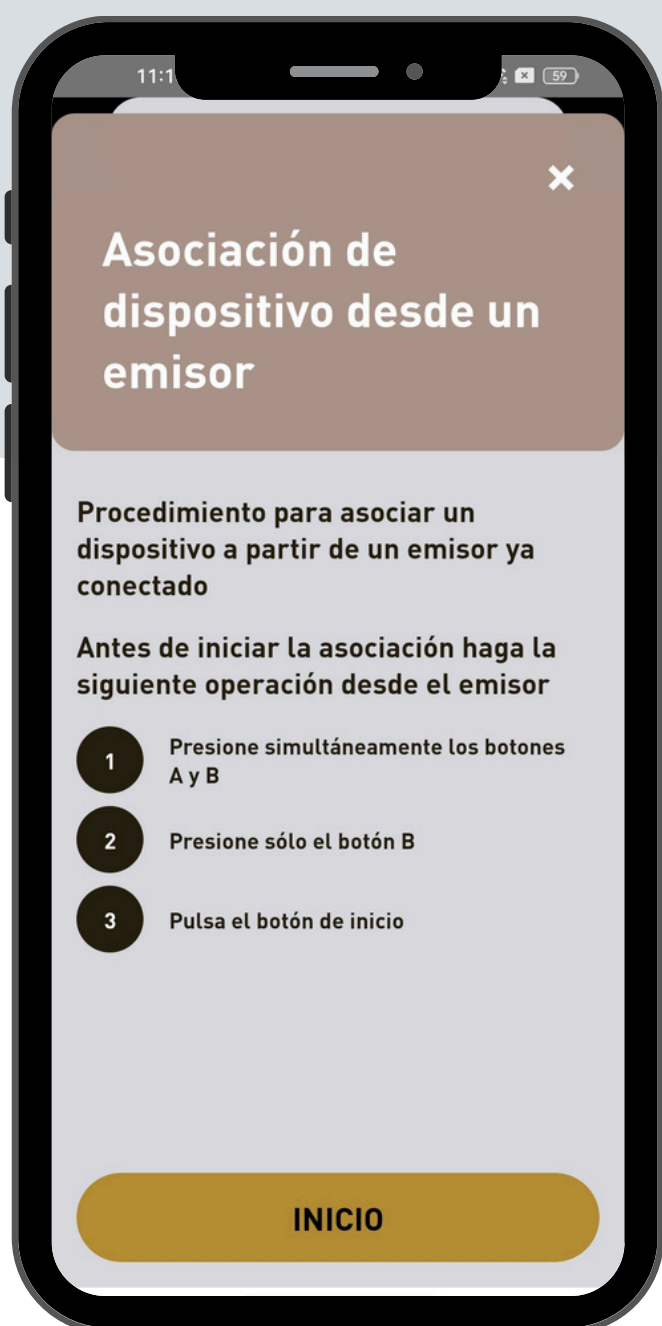 59
Asociación de
dispositivo desde un
emisor
Procedimiento para asociar un
dispositivo a partir de un emisor ya
conectado
Antes de iniciar la asociación haga la
siguiente operación desde el emisor
1 Presione simultáneamente los botones
A y B
2 Presione sólo el botón B
3 Pulsa el botón de inicio
INICIO